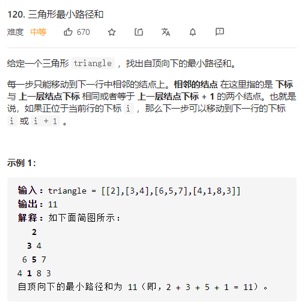 120. 三角形最小路径和
难度 中等 670
给定一个三角形 triangle ，找出自顶向下的最小路径和。
每一步只能移动到下一行中相邻的结点上。相邻的结点 在这里指的是 下标
与 上一层结点下标 相同或者等于 上一层结点下标 + 1 的两个结点。也就是
说，如果正位于当前行的下标 i ，那么下一步可以移动到下一行的下标
i 或 i + 1 。
示例 1：
输入：triangle = [[2],[3,4],[6,5,7],[4,1,8,3]]
输出：11
解释：如下面简图所示：
2
3 4
6 5 7
4 1 8 3
自顶向下的最小路径和为 11（即，2 + 3 + 5 + 1 = 11）。